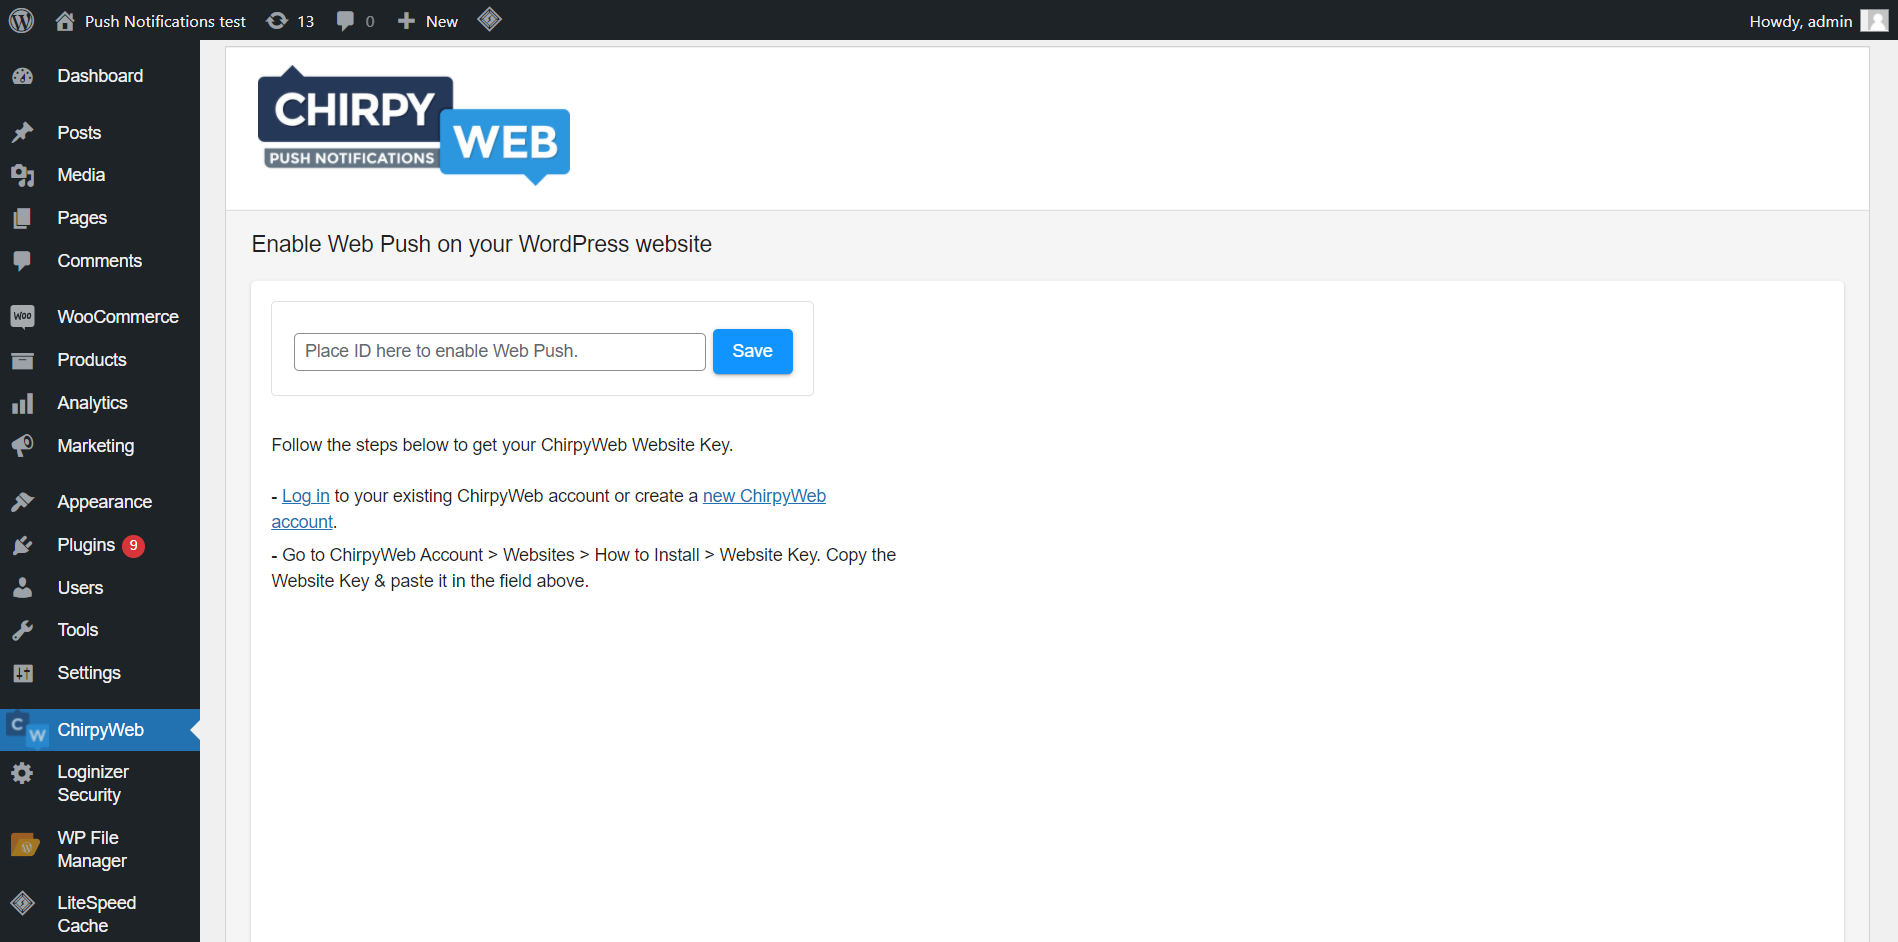 Push Notifications test
13
0
New
Howdy, admin
Dashboard
Posts
Media
Pages
Comments
Woo
WooCommerce
Products
Analytics
Marketing
Appearance
Plugins 9
Users
Tools
Settings
C W
ChirpyWeb
Loginizer
Security
WP File
Manager
LiteSpeed
Cache
CHIRPY
WEB
PUSH NOTIFICATIONS
Enable Web Push on your WordPress website
Place ID here to enable Web Push.
Save
Follow the steps below to get your ChirpyWeb Website Key.
- Log in to your existing ChirpyWeb account or create a new ChirpyWeb
account.
- Go to ChirpyWeb Account > Websites > How to Install > Website Key. Copy the
Website Key & paste it in the field above.